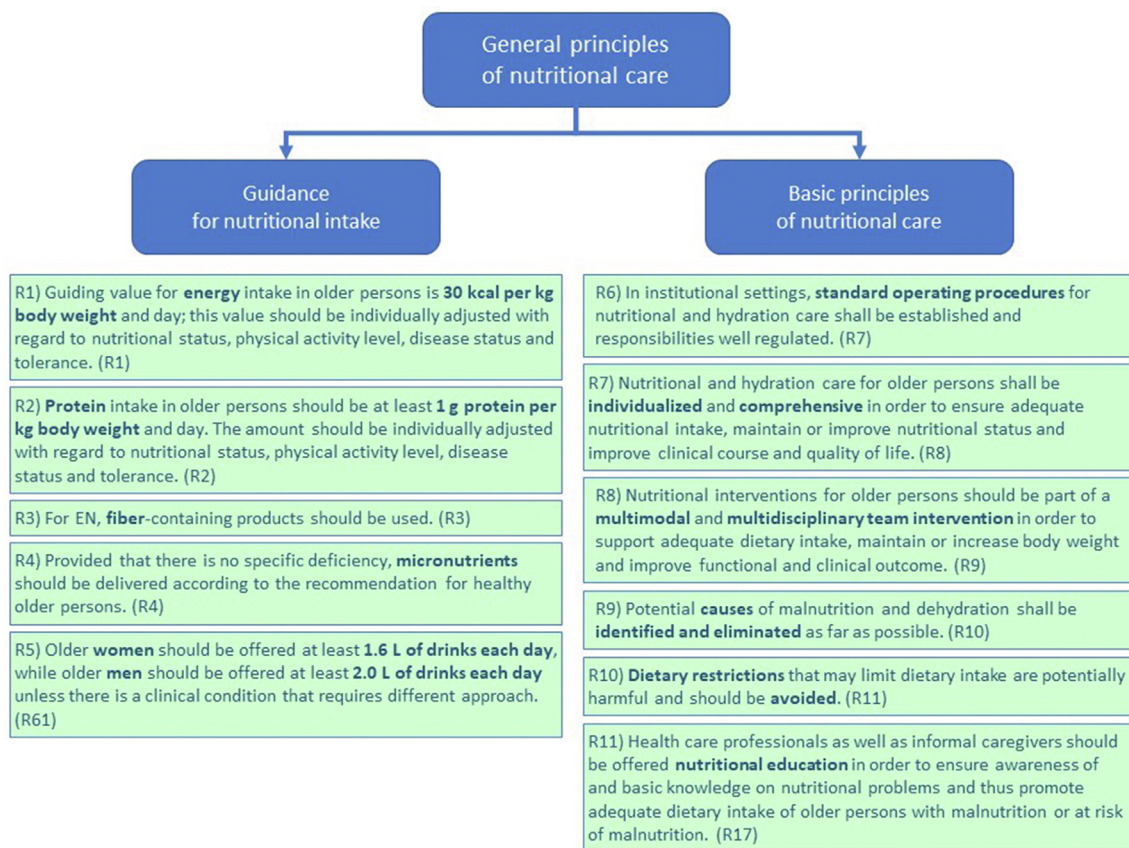 General principles
of nutritional care
Guidance
for nutritional intake
R1) Guiding value for energy intake in older persons is 30 kcal per kg
body weight and day; this value should be individually adjusted with
regard to nutritional status, physical activity level, disease status and
tolerance. (R1)
R2) Protein intake in older persons should be at least 1 g protein per
kg body weight and day. The amount should be individually adjusted
with regard to nutritional status, physical activity level, disease
status and tolerance. (R2)
R3) For EN, fiber-containing products should be used. (R3)
R4) Provided that there is no specific deficiency, micronutrients
should be delivered according to the recommendation for healthy
older persons. (R4)
R5) Older women should be offered at least 1.6 L of drinks each day,
while older men should be offered at least 2.0 L of drinks each day
unless there is a clinical condition that requires different approach.
(R61)
Basic principles
of nutritional care
R6) In institutional settings, standard operating procedures for
nutritional and hydration care shall be established and
responsibilities well regulated. (R7)
R7) Nutritional and hydration care for older persons shall be
individualized and comprehensive in order to ensure adequate
nutritional intake, maintain or improve nutritional status and
improve clinical course and quality of life. (R8)
R8) Nutritional interventions for older persons should be part of a
multimodal and multidisciplinary team intervention in order to
support adequate dietary intake, maintain or increase body weight
and improve functional and clinical outcome. (R9)
R9) Potential causes of malnutrition and dehydration shall be
identified and eliminated as far as possible. (R10)
R10) Dietary restrictions that may limit dietary intake are potentially
harmful and should be avoided. (R11)
R11) Health care professionals as well as informal caregivers should
be offered nutritional education in order to ensure awareness of
and basic knowledge on nutritional problems and thus promote
adequate dietary intake of older persons with malnutrition or at risk
of malnutrition. (R17)